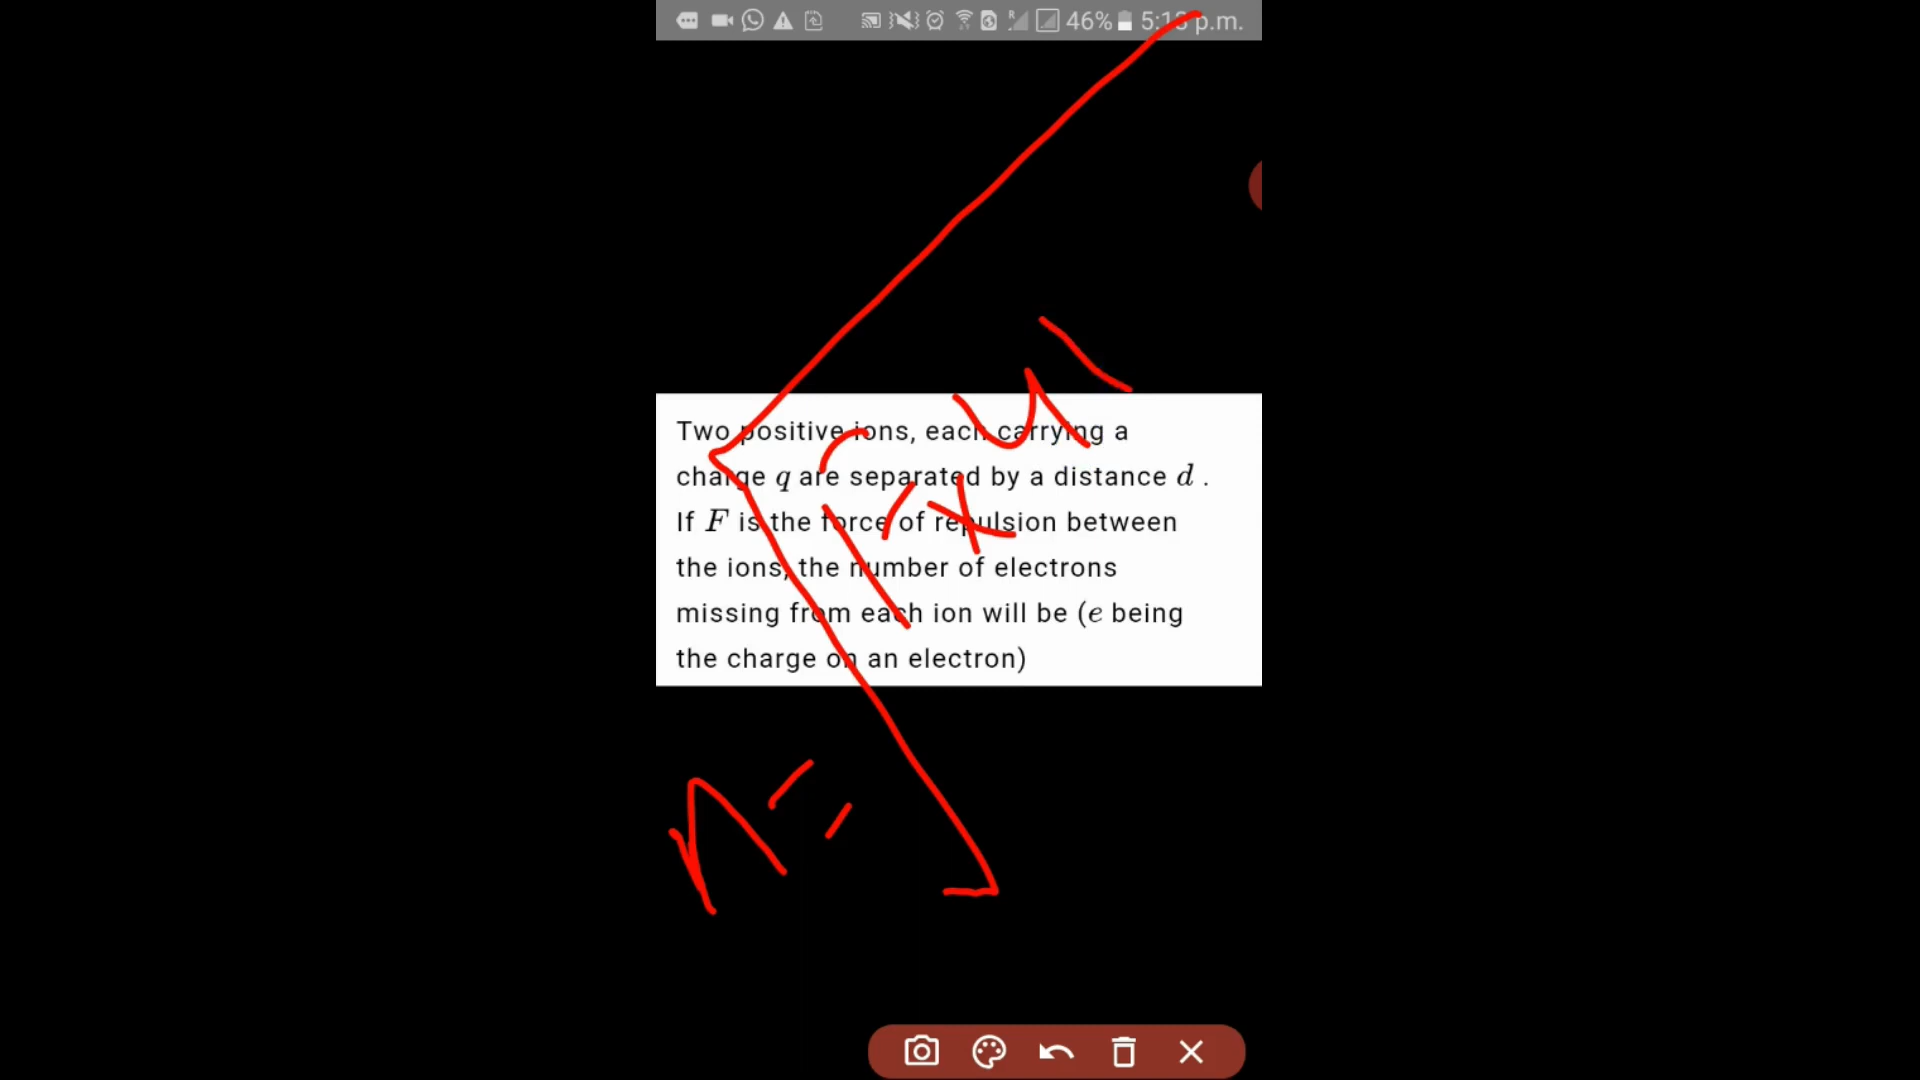 46% 5:13 p.m.
Two positive ions, each carrying a
charge q are separated by a distance d .
If F is the force of repulsion between
the ions, the number of electrons
missing from each ion will be (e being
the charge on an electron)
n =